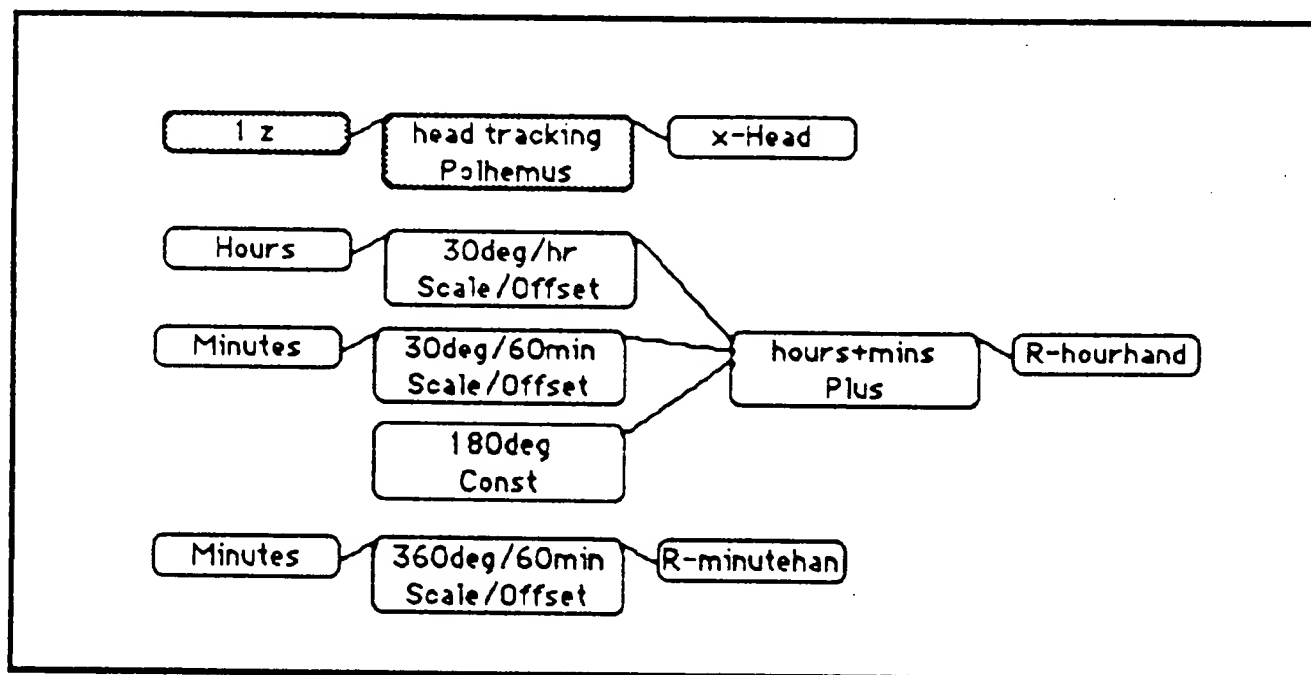 1 z
head tracking
Polhemus
x-Head
Hours
30deg/hr
Scale/Offset
Minutes
30deg/60min
Scale/Offset
hours+mins
Plus
R-hourhand
180deg
Const
Minutes
360deg/60min
Scale/Offset
R-minutehan